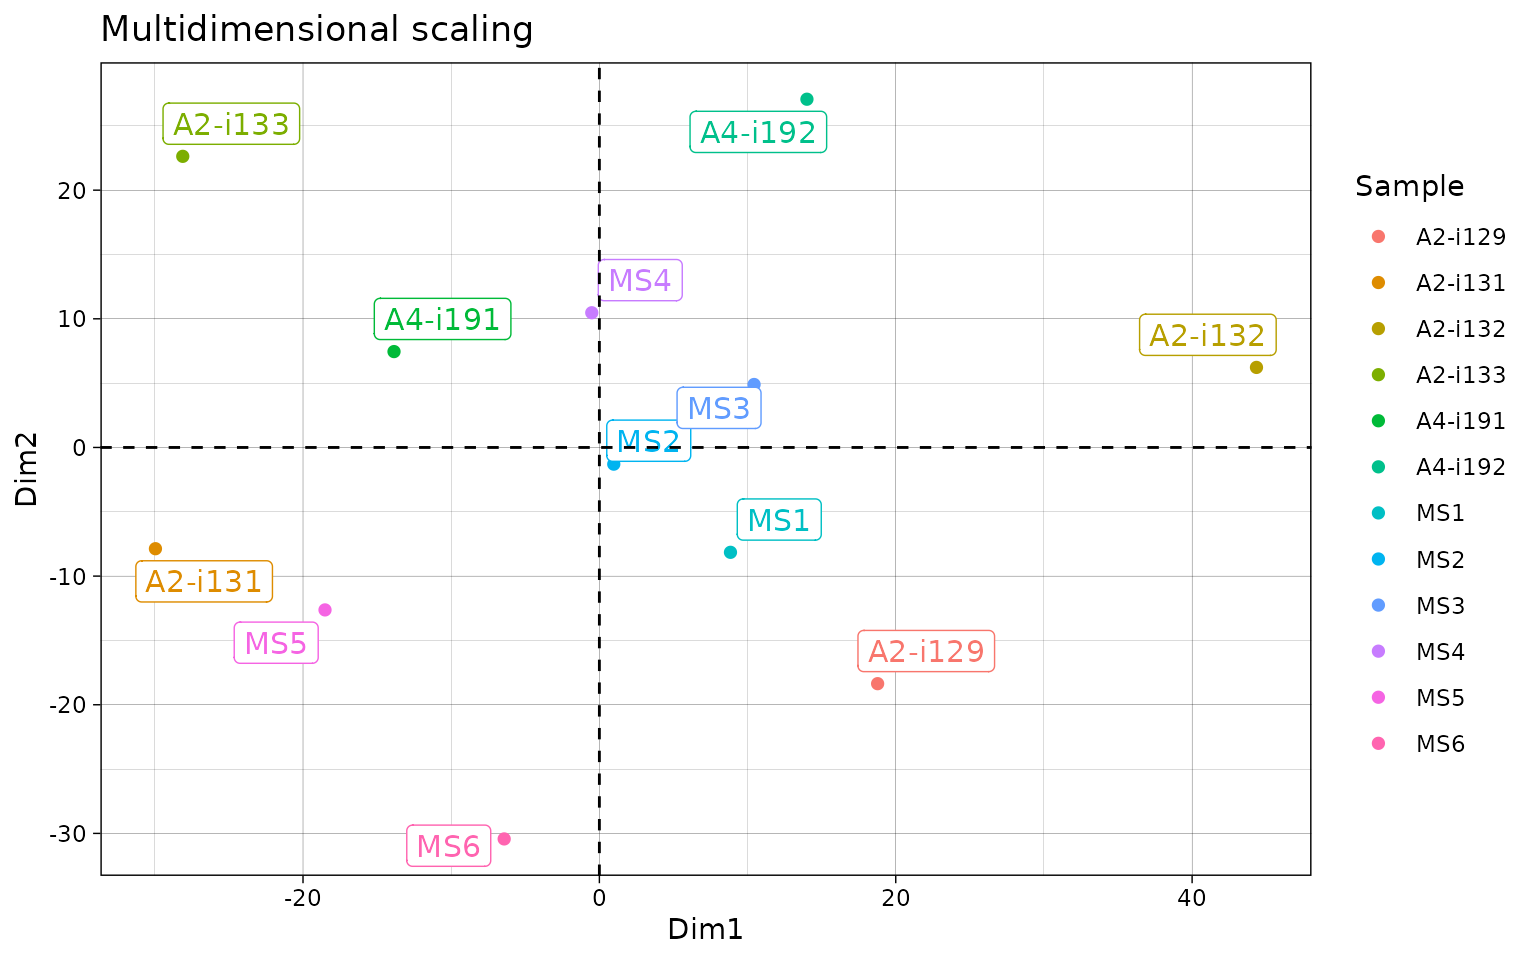 Multidimensional scaling
A2-i133
A4-i192
MS4
A4-i191
A2-i132
MS3
MS2
MS1
A2-i131
MS5
A2-i129
MS6
20
10
0
-10
-20
-30
Dim2
-20
0
20
40
Dim1
Sample
A2-i129
A2-i131
A2-i132
A2-i133
A4-i191
A4-i192
MS1
MS2
MS3
MS4
MS5
MS6